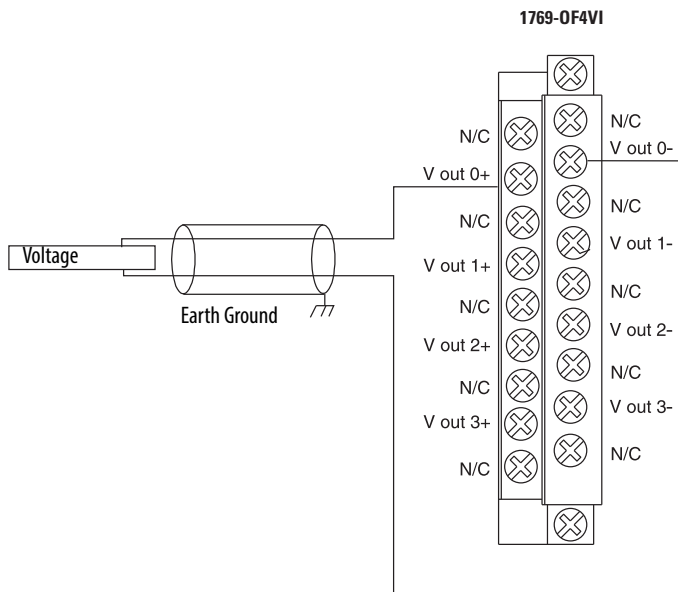 1769-OF4VI
N/C
V out 0+
N/C
V out 1+
N/C
V out 2+
N/C
V out 3+
N/C
N/C
V out 0-
N/C
V out 1-
N/C
V out 2-
N/C
V out 3-
N/C
Voltage
Earth Ground